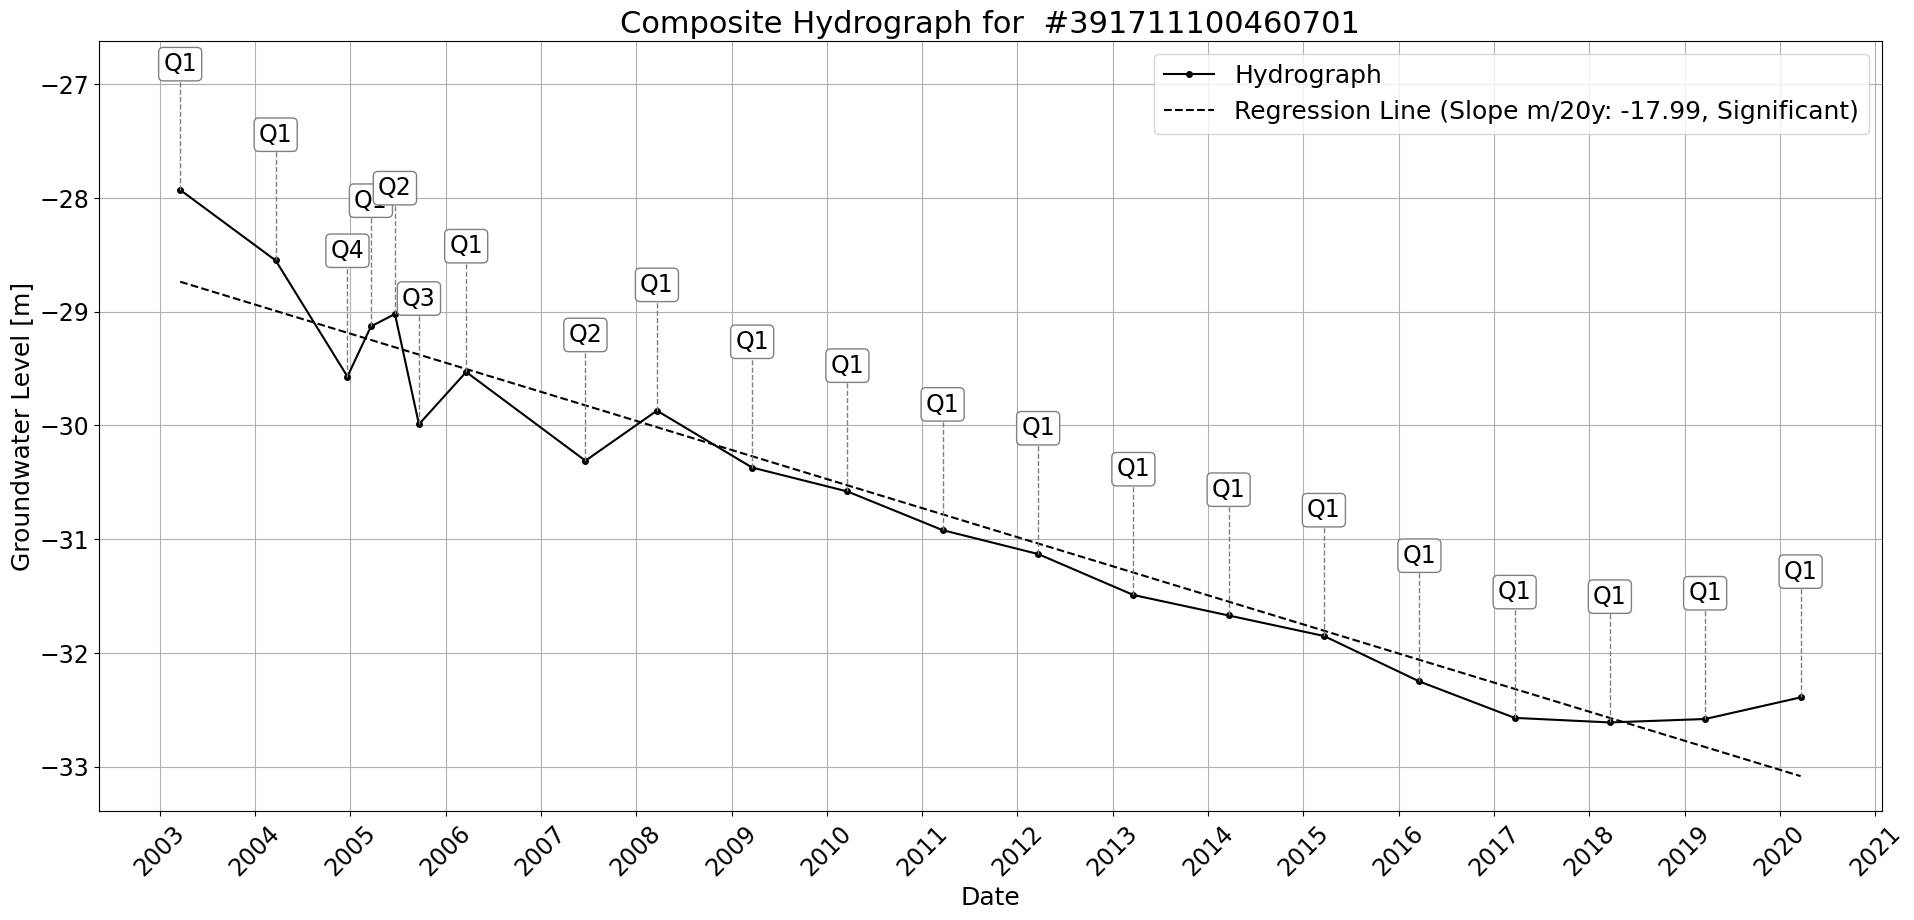 Composite Hydrograph for  #391711100460701
Hydrograph
Regression Line (Slope m/20y: -17.99, Significant)
Groundwater Level [m]
−27
−28
−29
−30
−31
−32
−33
Q1
Q1
Q4
Q1
Q2
Q3
Q1
Q2
Q1
Q1
Q1
Q1
Q1
Q1
Q1
Q1
Q1
Q1
Q1
Q1
Q1
2003
2004
2005
2006
2007
2008
2009
2010
2011
2012
2013
2014
2015
2016
2017
2018
2019
2020
2021
Date